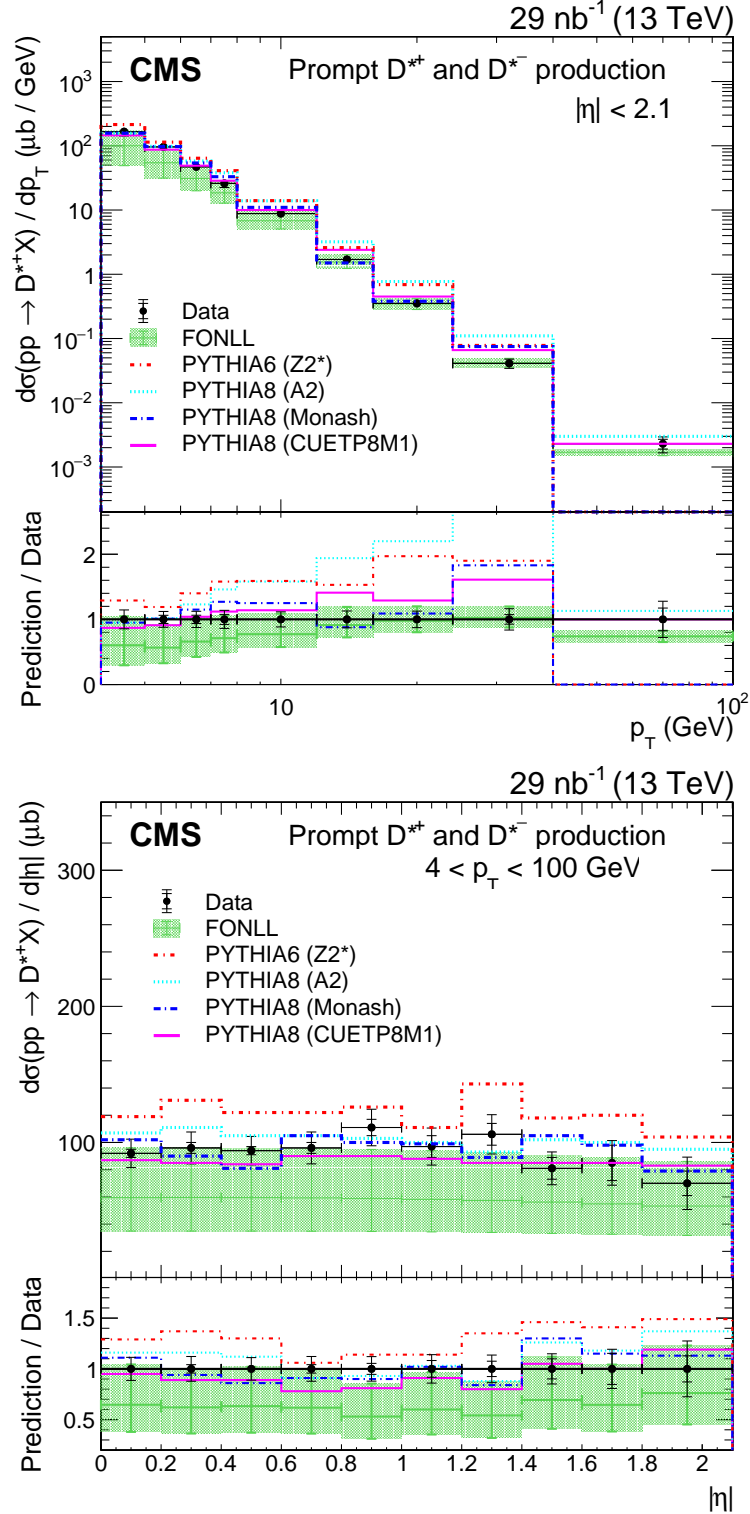 29 nb⁻¹ (13 TeV)
CMS Prompt D*⁺ and D*⁻ production
|η| < 2.1
dσ(pp → D*⁺X) / dp_T (μb / GeV)
10³
10²
10
1
10⁻¹
10⁻²
10⁻³
Data
FONLL
PYTHIA6 (Z2*)
PYTHIA8 (A2)
PYTHIA8 (Monash)
PYTHIA8 (CUETP8M1)
Prediction / Data
2
1
0
10 10²
p_T (GeV)
29 nb⁻¹ (13 TeV)
CMS Prompt D*⁺ and D*⁻ production
4 < p_T < 100 GeV
dσ(pp → D*⁺X) / d|η| (μb)
300
200
100
Data
FONLL
PYTHIA6 (Z2*)
PYTHIA8 (A2)
PYTHIA8 (Monash)
PYTHIA8 (CUETP8M1)
Prediction / Data
1.5
1
0.5
0 0.2 0.4 0.6 0.8 1 1.2 1.4 1.6 1.8 2
|η|